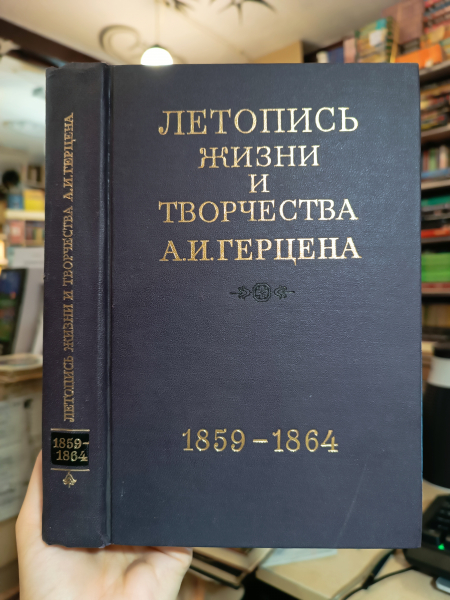 ЛЕТОПИСЬ ЖИЗНИ И ТВОРЧЕСТВА А.И.ГЕРЦЕНА
1859–
1864
ЛЕТОПИСЬ
ЖИЗНИ
И
ТВОРЧЕСТВА
А.И.ГЕРЦЕНА
1859–1864